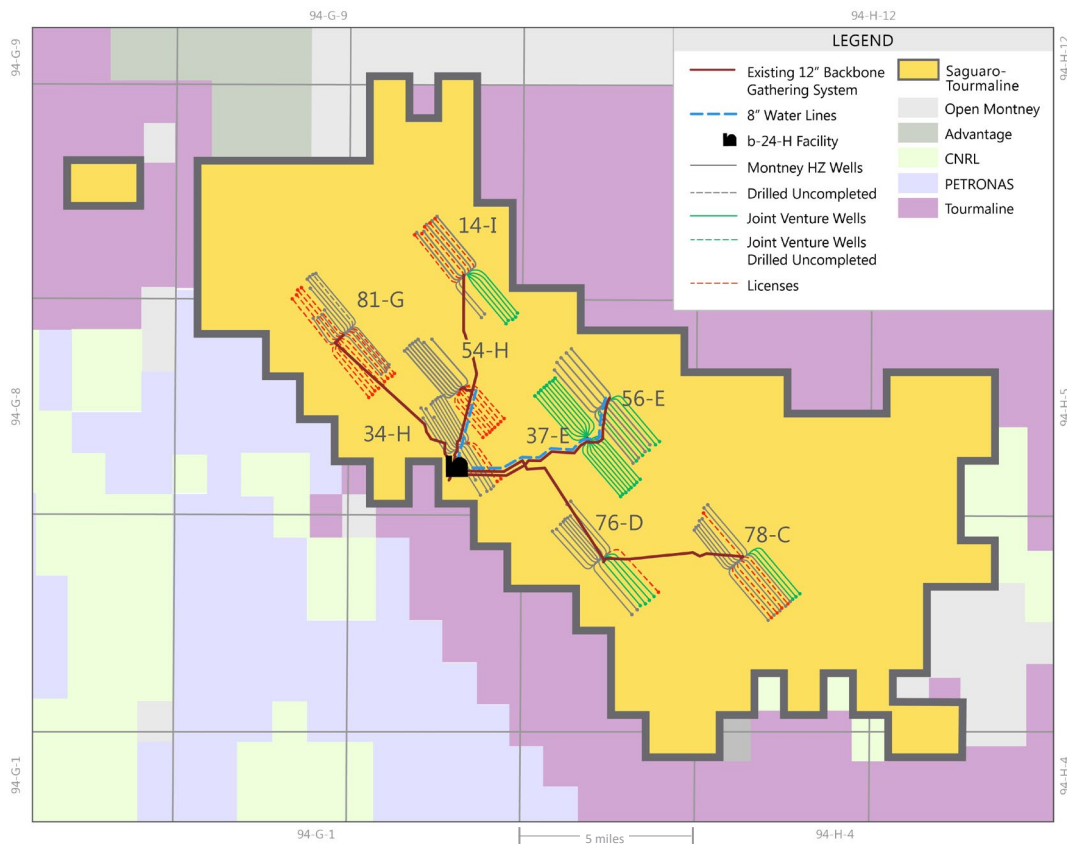 94-G-9
94-H-12
94-G-9
94-H-12
LEGEND
Existing 12” Backbone
Gathering System
8” Water Lines
b-24-H Facility
Montney HZ Wells
Drilled Uncompleted
Joint Venture Wells
Joint Venture Wells
Drilled Uncompleted
Licenses
Saguaro-
Tourmaline
Open Montney
Advantage
CNRL
PETRONAS
Tourmaline
14-I
81-G
54-H
56-E
34-H
37-E
94-G-8
94-H-5
76-D
78-C
94-G-1
94-H-4
94-G-1
5 miles
94-H-4